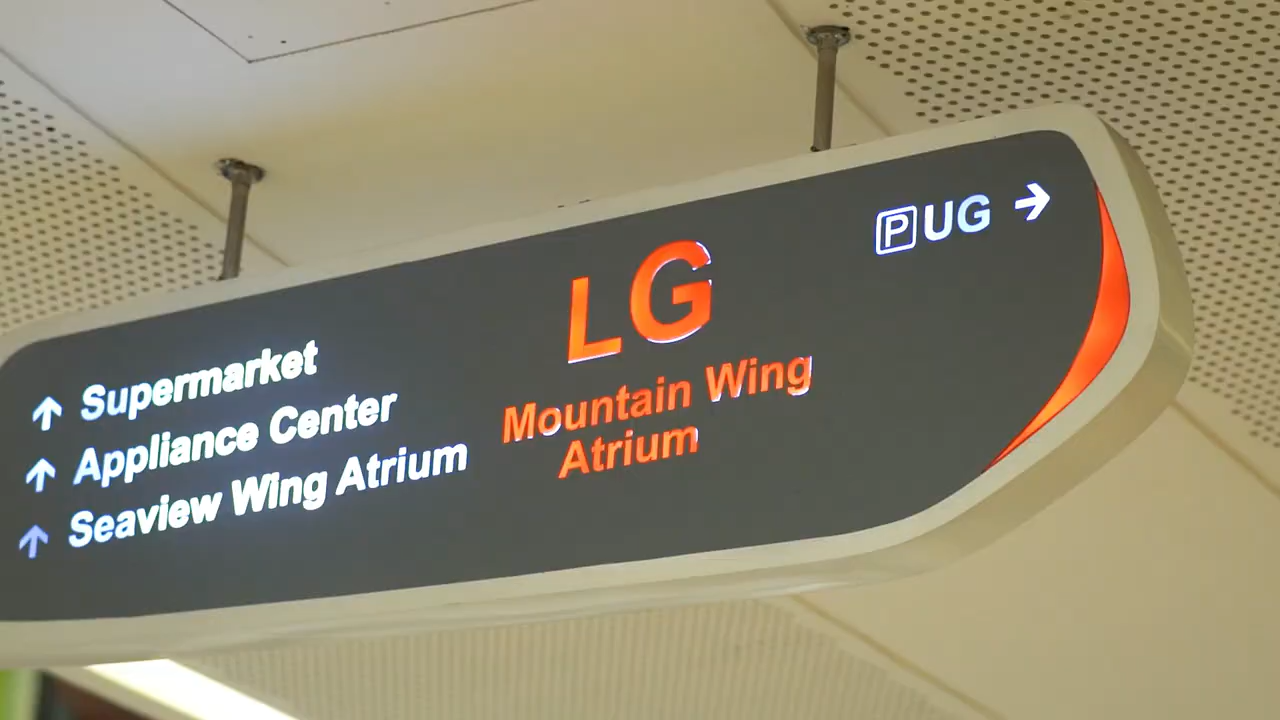 Supermarket
Appliance Center
Seaview Wing Atrium
LG
Mountain Wing
Atrium
P UG